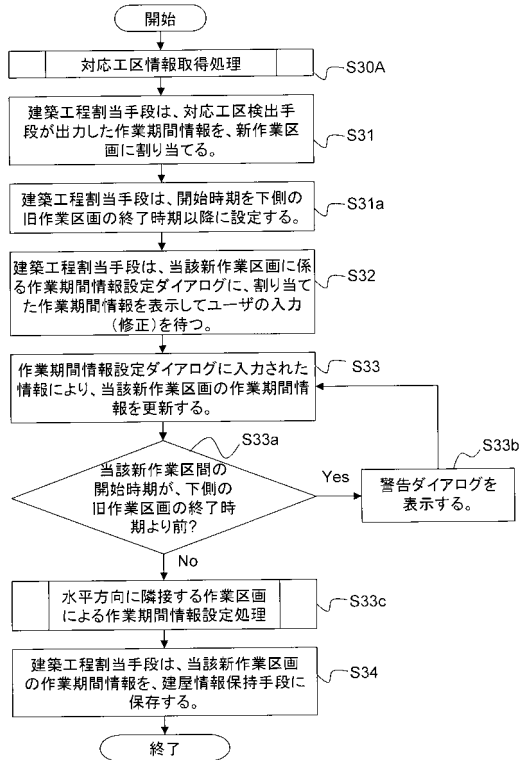 開始
対応工区情報取得処理
S30A
建築工程割当手段は、対応工区検出手
段が出力した作業期間情報を、新作業区
画に割り当てる。
S31
建築工程割当手段は、開始時期を下側の
旧作業区画の終了時期以降に設定する。
S31a
建築工程割当手段は、当該新作業区画に係
る作業期間情報設定ダイアログに、割り当
てた作業期間情報を表示してユーザの入力
（修正）を待つ。
S32
作業期間情報設定ダイアログに入力された
情報により、当該新作業区画の作業期間情
報を更新する。
S33
当該新作業区間の
開始時期が、下側の
旧作業区画の終了時
期より前?
S33a
Yes
警告ダイアログを
表示する。
S33b
No
水平方向に隣接する作業区画
による作業期間情報設定処理
S33c
建築工程割当手段は、当該新作業区画
の作業期間情報を、建屋情報保持手段に
保存する。
S34
終了